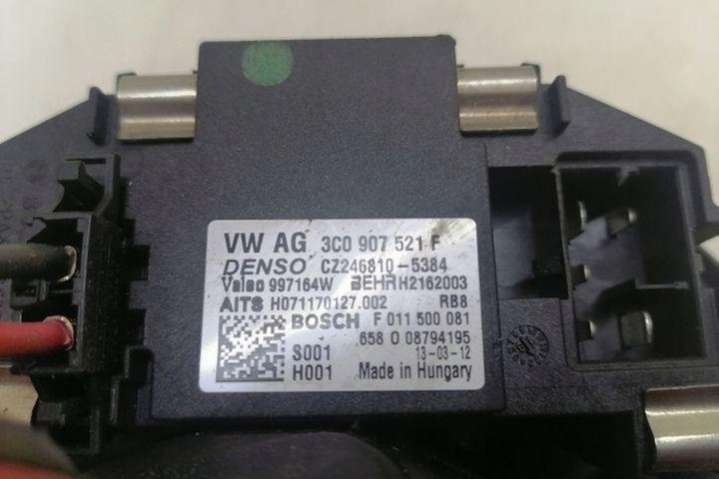 VW AG 3C0 907 521 F
DENSO CZ246810-5384
Valeo 997164W BEHR H2162003
AITS H071170127.002 RB8
BOSCH F 011 500 081
658 0 08794195
S001 13-03-12
H001 Made in Hungary